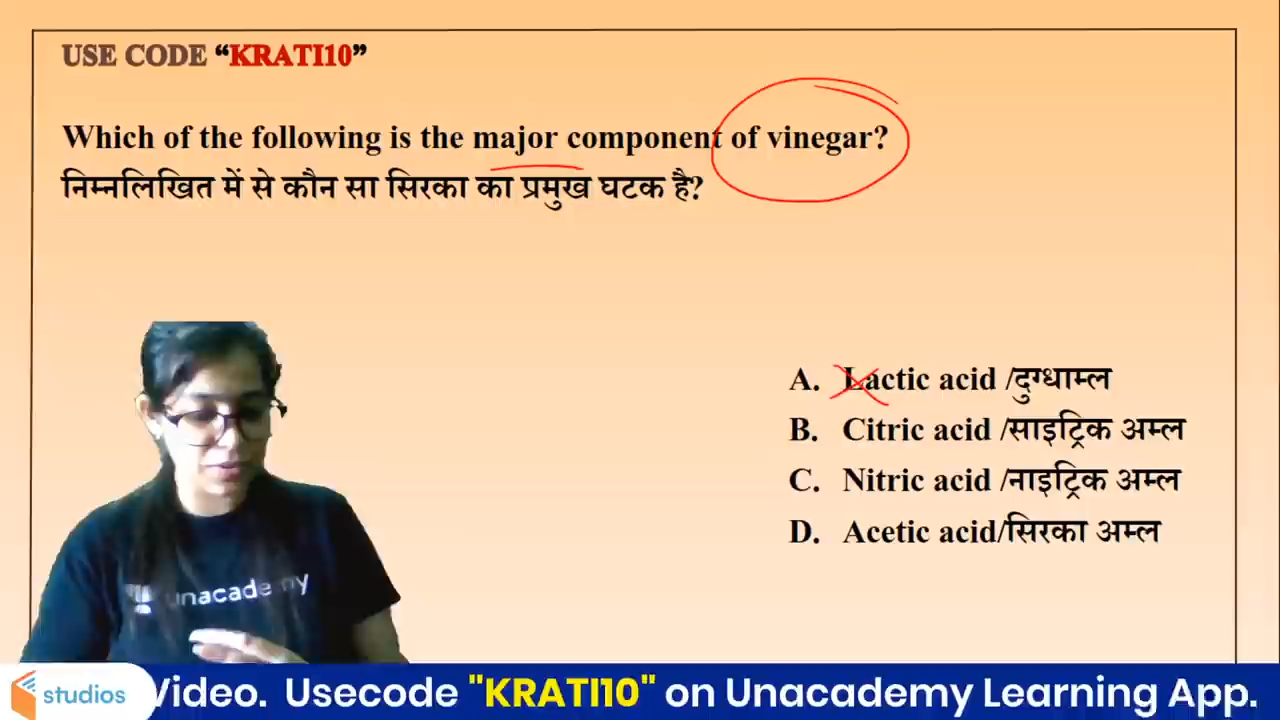 USE CODE “KRATI10”
Which of the following is the major component of vinegar?
निम्नलिखित में से कौन सा सिरका का प्रमुख घटक है?
A. Lactic acid /दुग्धाम्ल
B. Citric acid /साइट्रिक अम्ल
C. Nitric acid /नाइट्रिक अम्ल
D. Acetic acid/सिरका अम्ल
unacademy
studios
Video. Usecode "KRATI10" on Unacademy Learning App.